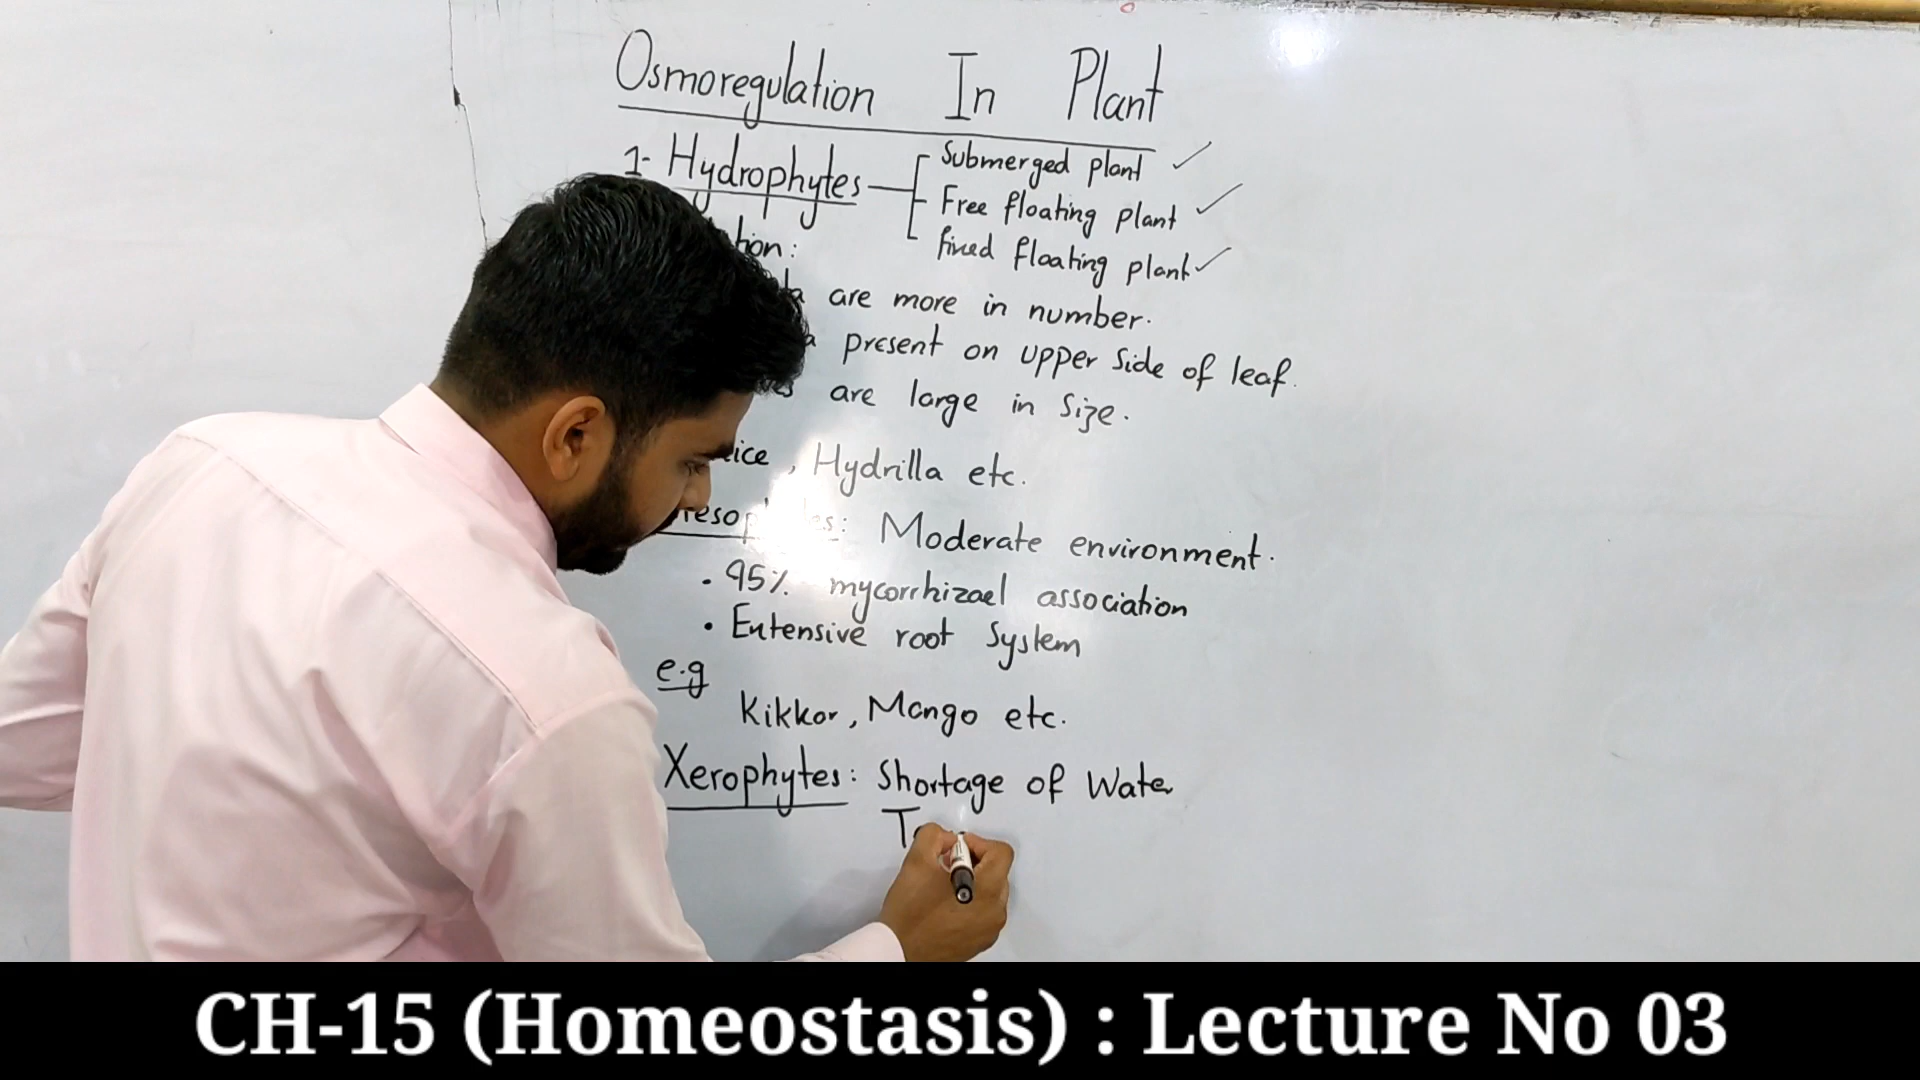 Osmoregulation In Plant
1- Hydrophytes
Submerged plant
Free floating plant
fixed floating plant
are more in number.
present on upper side of leaf.
are large in size.
Hydrilla etc.
Moderate environment.
• 95% mycorrhizael association
• Extensive root system
e.g
Kikkar, Mango etc.
Xerophytes: Shortage of Water
CH-15 (Homeostasis) : Lecture No 03